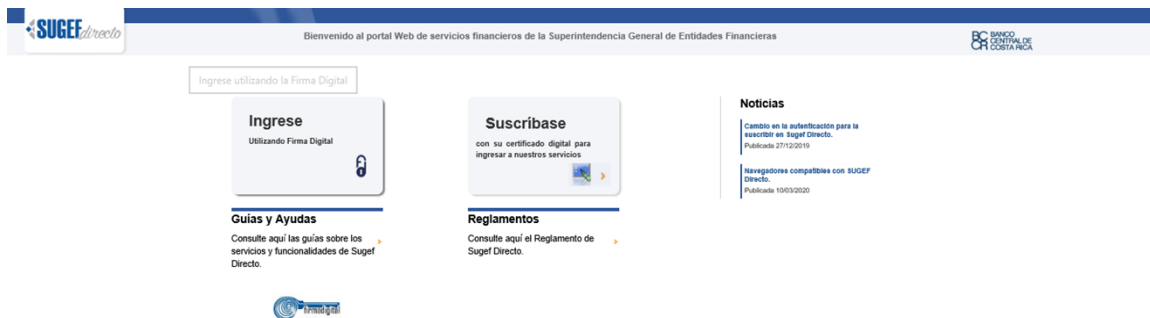 SUGEFdirecto
Bienvenido al portal Web de servicios financieros de la Superintendencia General de Entidades Financieras
BCCR BANCO
CENTRAL DE
COSTA RICA
Ingrese utilizando la Firma Digital
Ingrese
Utilizando Firma Digital
Suscríbase
con su certificado digital para
ingresar a nuestros servicios
Noticias
Cambio en la autenticación para la
suscribir en Sugef Directo.
Publicada 27/12/2019
Navegadores compatibles con SUGEF
Directo.
Publicada 10/03/2020
Guías y Ayudas
Consulte aquí las guías sobre los
servicios y funcionalidades de Sugef
Directo.
Reglamentos
Consulte aquí el Reglamento de
Sugef Directo.
firmadigital